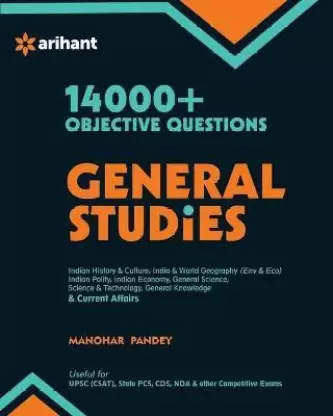 arihant
14000+
OBJECTIVE QUESTIONS
GENERAL
STUDiES
Indian History & Culture, India & World Geography (Env & Eco)
Indian Polity, Indian Economy, General Science,
Science & Technology, General Knowledge
& Current Affairs
MANOHAR PANDEY
Useful for
UPSC (CSAT), State PCS, CDS, NDA & other Competitive Exams